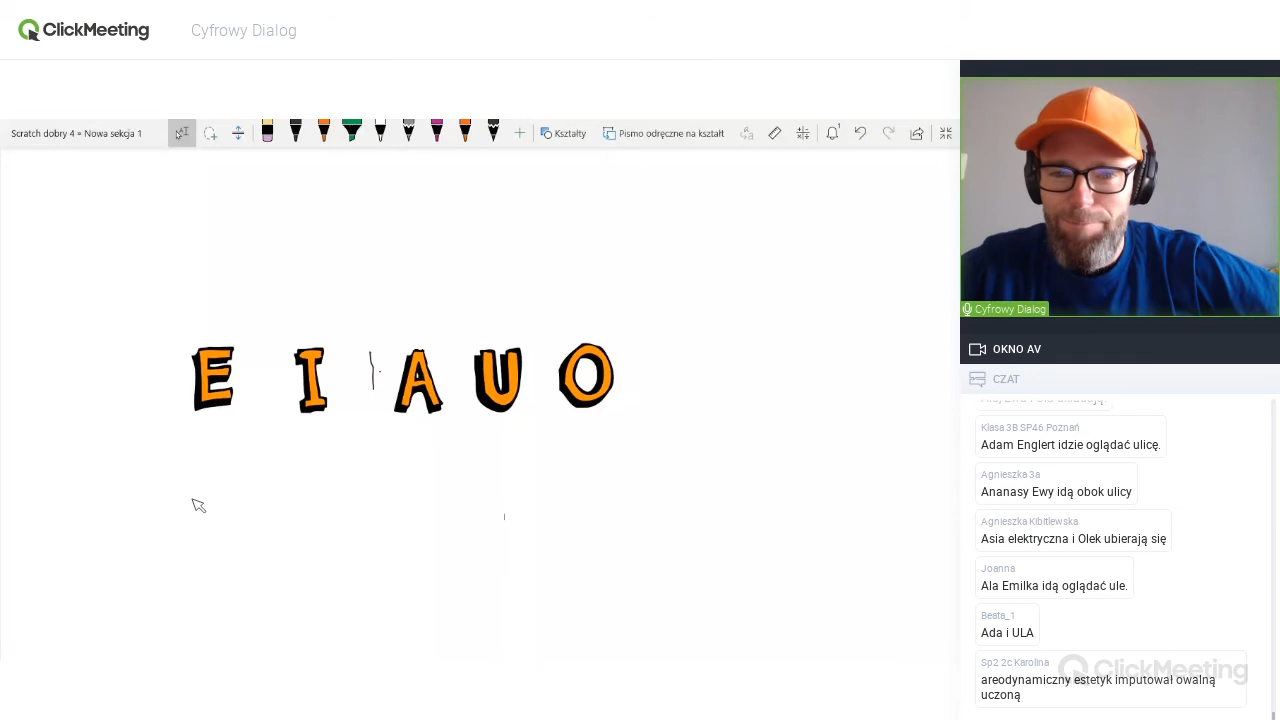 ClickMeeting
Cyfrowy Dialog
Scratch dobry 4 » Nowa sekcja 1
Kształty
Pismo odręczne na kształt
E I A U O
Cyfrowy Dialog
OKNO AV
CZAT
Klasa 3B SP46 Poznań
Adam Englert idzie oglądać ulicę.
Agnieszka 3a
Ananasy Ewy idą obok ulicy
Agnieszka Kibitlewska
Asia elektryczna i Olek ubierają się
Joanna
Ala Emilka idą oglądać ule.
Beata_1
Ada i ULA
Sp2 2c Karolina
areodynamiczny estetyk imputował owalną
uczoną
ClickMeeting